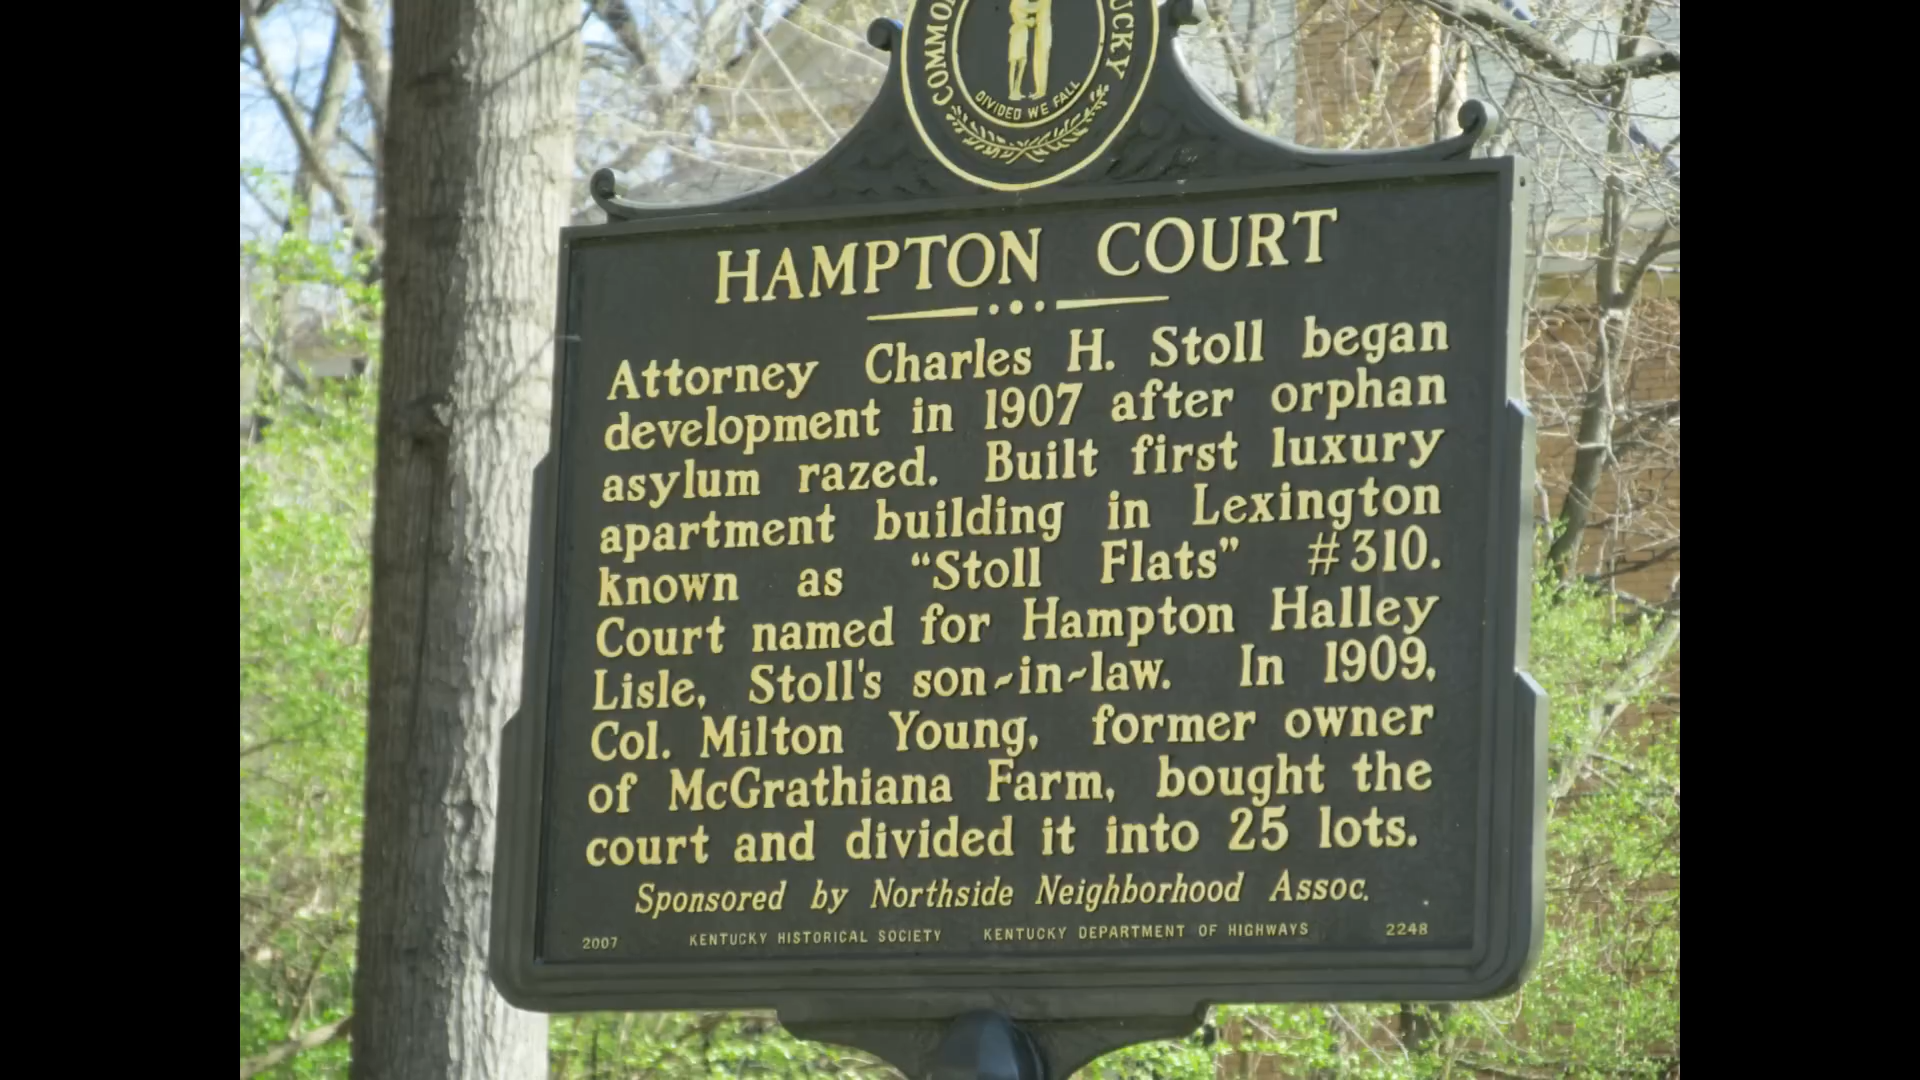 DIVIDED WE FALL
HAMPTON COURT
Attorney Charles H. Stoll began
development in 1907 after orphan
asylum razed. Built first luxury
apartment building in Lexington
known as “Stoll Flats” #310.
Court named for Hampton Halley
Lisle, Stoll's son-in-law. In 1909,
Col. Milton Young, former owner
of McGrathiana Farm, bought the
court and divided it into 25 lots.
Sponsored by Northside Neighborhood Assoc.
2007 KENTUCKY HISTORICAL SOCIETY KENTUCKY DEPARTMENT OF HIGHWAYS 2248